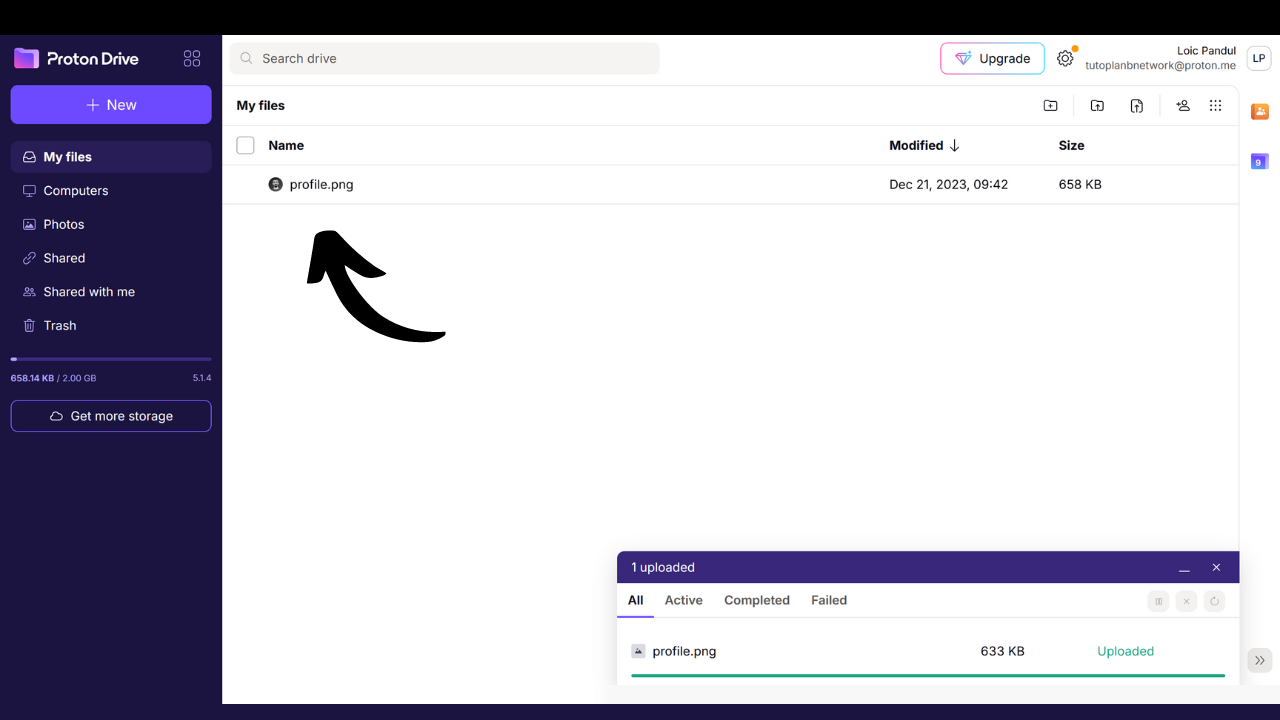 Proton Drive
Search drive
Upgrade
Loic Pandul
tutoplanbnetwork@proton.me
LP
New
My files
Computers
Photos
Shared
Shared with me
Trash
658.14 KB / 2.00 GB 5.1.4
Get more storage
My files
Name Modified Size
profile.png Dec 21, 2023, 09:42 658 KB
9
1 uploaded
All Active Completed Failed
profile.png 633 KB Uploaded